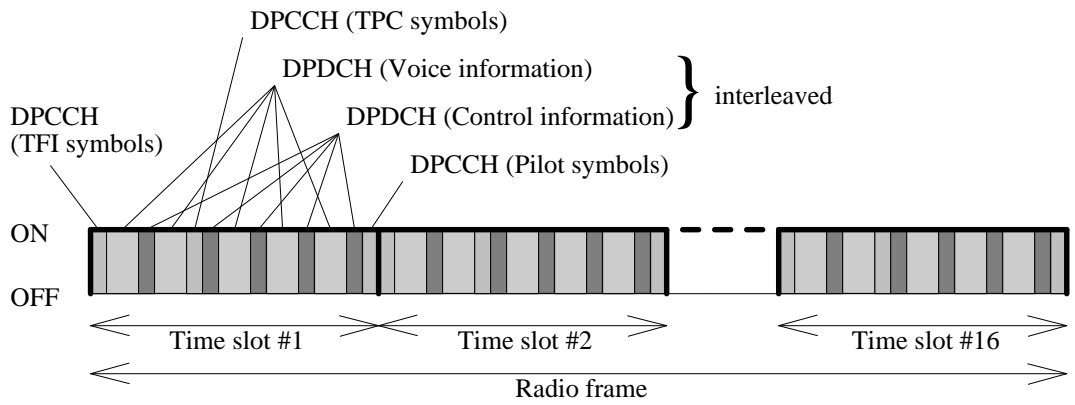 DPCCH (TPC symbols)
DPDCH (Voice information)
interleaved
DPCCH
(TFI symbols)
DPDCH (Control information)
DPCCH (Pilot symbols)
ON
OFF
Time slot #1
Time slot #2
Time slot #16
Radio frame